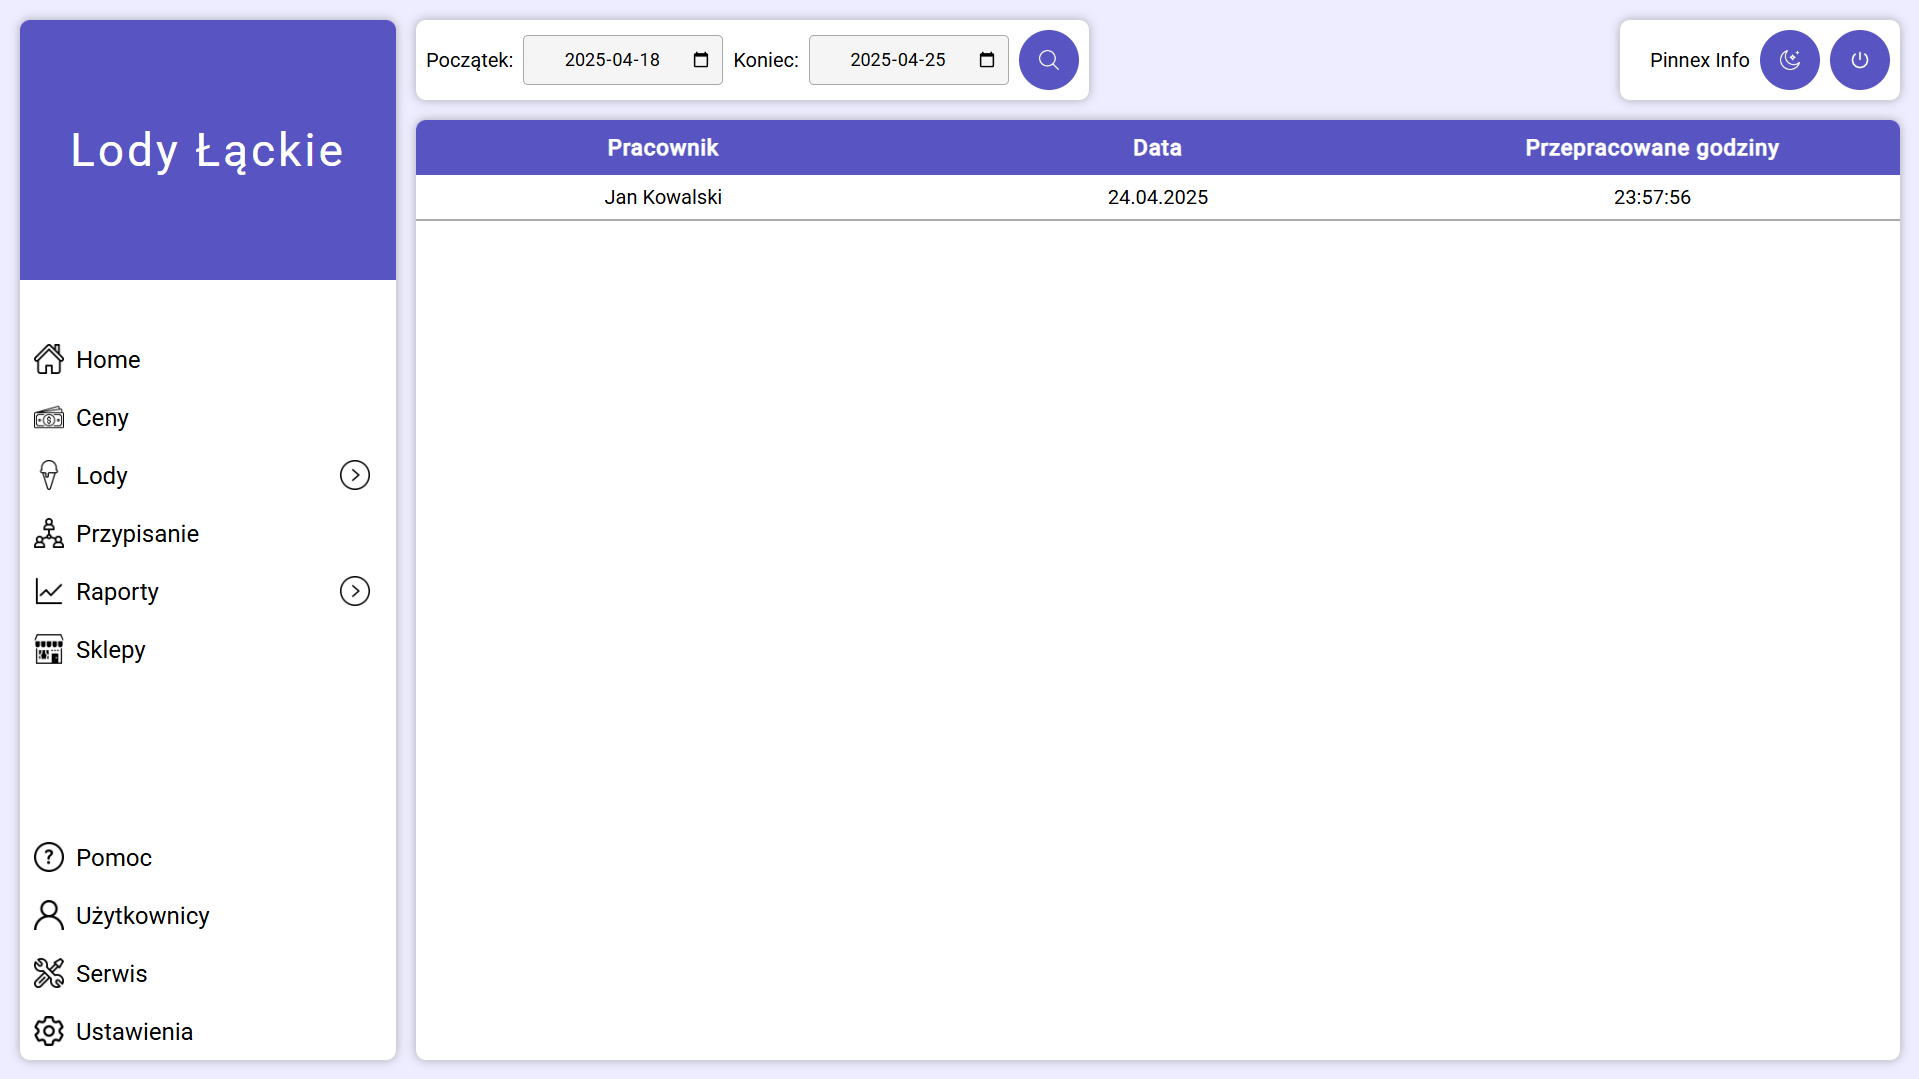 Lody Łąckie
Home
Ceny
Lody
Przypisanie
Raporty
Sklepy
Pomoc
Użytkownicy
Serwis
Ustawienia
Początek: 2025-04-18 Koniec: 2025-04-25
Pinnex Info
Pracownik Data Przepracowane godziny
Jan Kowalski 24.04.2025 23:57:56